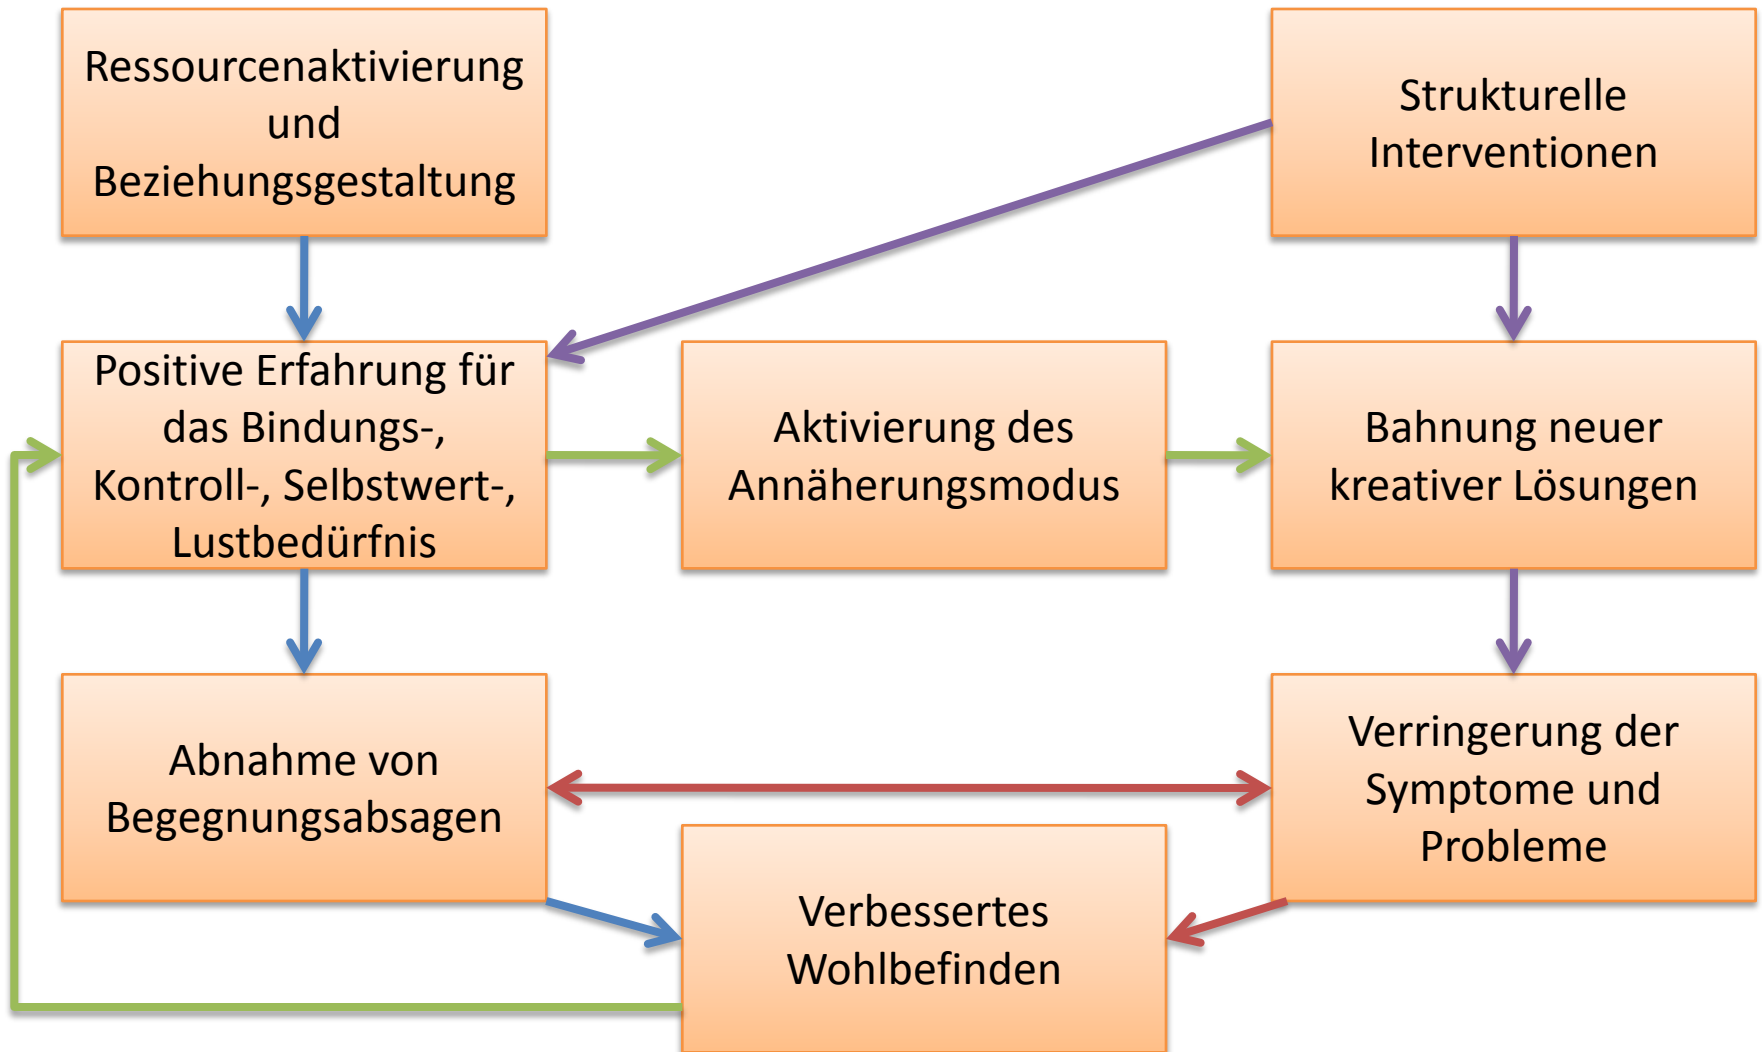 Ressourcenaktivierung
und
Beziehungsgestaltung
Strukturelle
Interventionen
Positive Erfahrung für
das Bindungs-,
Kontroll-, Selbstwert-,
Lustbedürfnis
Aktivierung des
Annäherungsmodus
Bahnung neuer
kreativer Lösungen
Abnahme von
Begegnungsabsagen
Verringerung der
Symptome und
Probleme
Verbessertes
Wohlbefinden